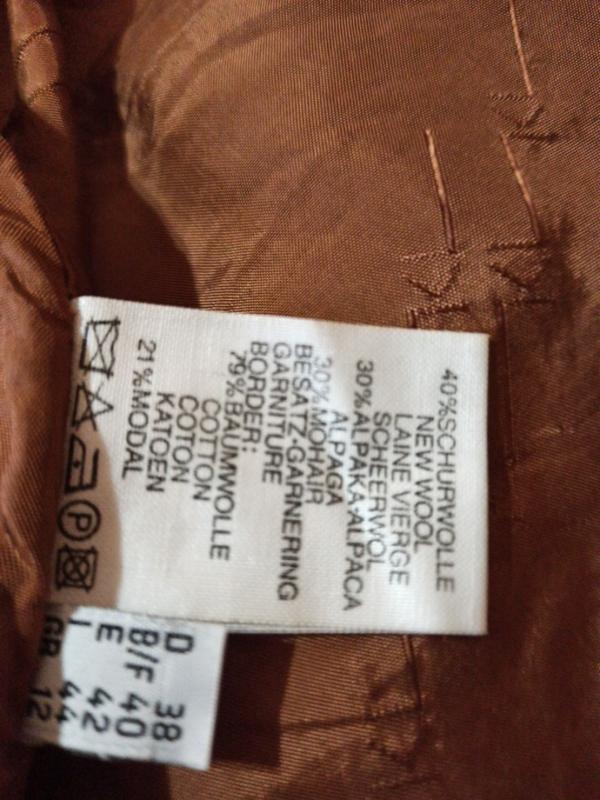 40%SCHURWOLLE
NEW WOOL
LAINE VIERGE
SCHEERWOL
30%ALPAKA-ALPACA
ALPAGA
30%MOHAIR
BESATZ-GARNERING
GARNITURE
BORDER:
79%BAUMWOLLE
COTTON
COTON
KATOEN
21%MODAL
P
D 38
B/F 40
E 42
I 44
GB 12